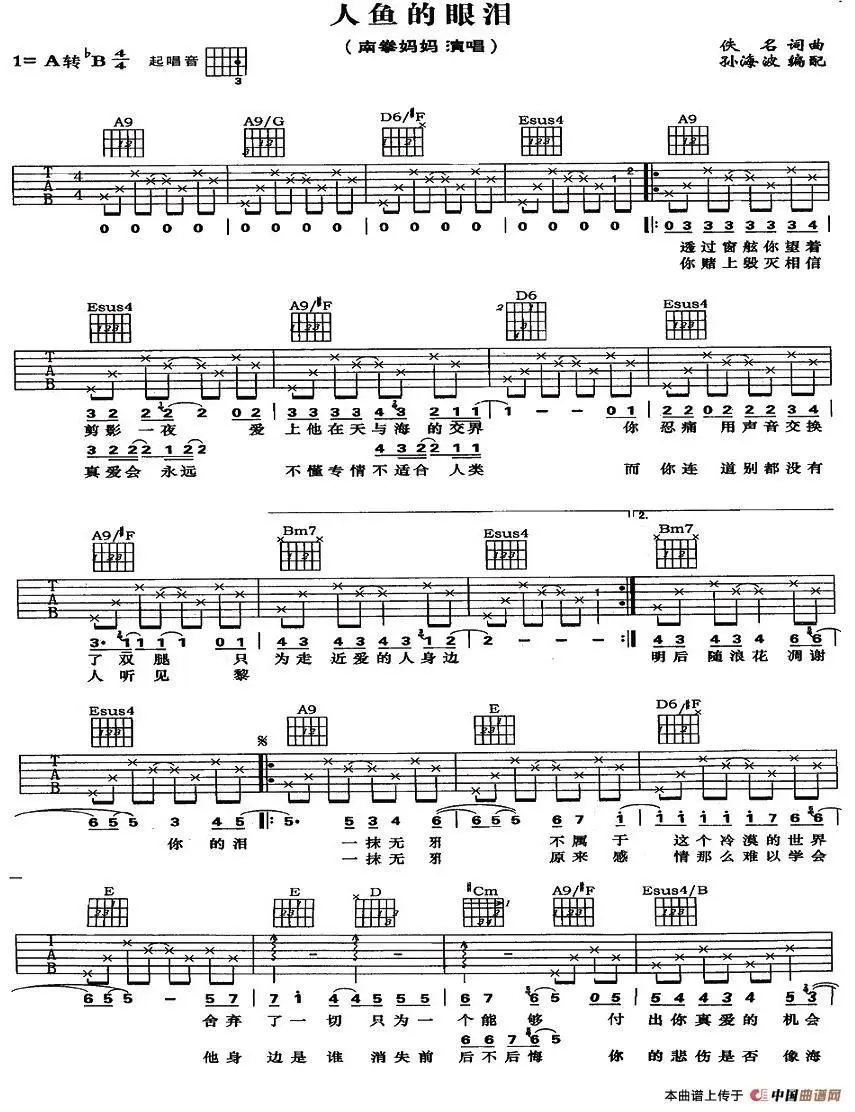 人鱼的眼泪
（南拳妈妈 演唱）
1= A转♭B 4/4 起唱音
3
佚 名 词曲
孙海波 编配
A9 A9/G D6/#F Esus4 A9
T A B 4/4
0 0 0 0 | 0 0 0 0 | 0 0 0 0 | 0 0 0 0 |: 0 3 3 3 3 3 3 4
透过窗舷你望着
你赌上毁灭相信
Esus4 A9/#F D6 Esus4
T A B
3 2 2 2 2 0 2 | 3 3 3 3 4 3 2 1 1 | 1 - - 0 1 | 2 2 0 2 2 2 3 4
剪影一夜 爱 上他在天与海的交界 你 忍痛 用声音交换
3 2 2 2 1 2 2 4 3 2 2 1 1
真爱会 永远 不懂专情不适合 人类 而 你连 道别都没有
A9/#F Bm7 Esus4 2. Bm7
T A B
3· 1 1 1 1 0 1 | 4 3 4 3 4 3 1 2 | 2 - - :| 4 3 4 3 4 6 6
了 双 腿 只 为走 近爱的人身边 明后 随浪花 凋谢
人 听 见 黎
Esus4 A9 E D6/#F
T A B
6 5 5 3 4 5 |: 5· 3 4 6 | 6 5 5 6 7 1 | 1 1 1 1 1 1 1
你 的泪 一抹无邪 不属于 这个冷漠的世界
一抹无邪 原来感 情那么难以学会
E E D #Cm A9/#F Esus4/B
T A B
6 5 5 - 5 7 | 7 1 4 5 5 5 | 6 7 6 5 0 5 | 5 4 4 3 4 7 5 3
舍弃 了一切 只为一 个能 够 付 出你真爱的 机会
6 6 7 6 5
他身 边是谁 消失前 后不后悔 你 的悲伤是否 像海
本曲谱上传于 中国曲谱网